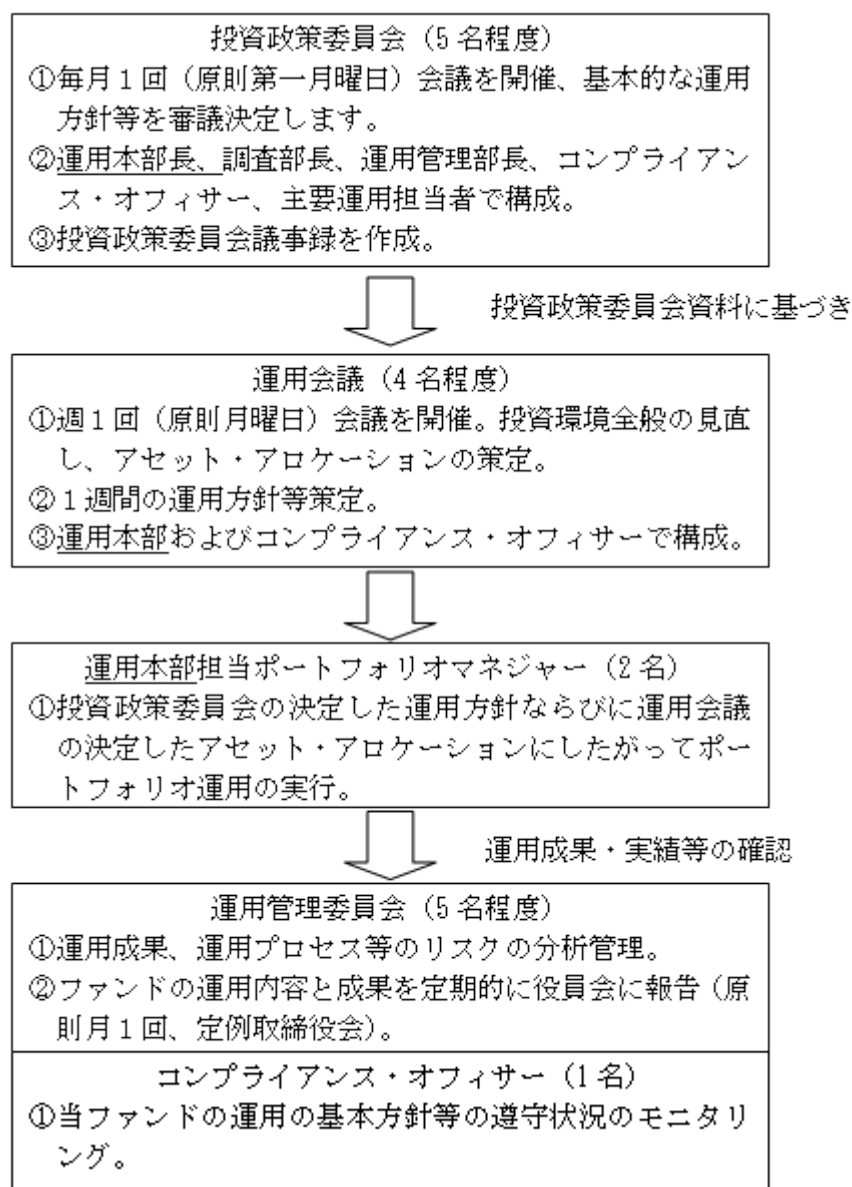 投資政策委員会（5名程度）
①毎月１回（原則第一月曜日）会議を開催、基本的な運用
方針等を審議決定します。
②運用本部長、調査部長、運用管理部長、コンプライアン
ス・オフィサー、主要運用担当者で構成。
③投資政策委員会議事録を作成。
投資政策委員会資料に基づき
運用会議（4名程度）
①週１回（原則月曜日）会議を開催。投資環境全般の見直
し、アセット・アロケーションの策定。
②１週間の運用方針等策定。
③運用本部およびコンプライアンス・オフィサーで構成。
運用本部担当ポートフォリオマネジャー（2名）
①投資政策委員会の決定した運用方針ならびに運用会議
の決定したアセット・アロケーションにしたがってポー
トフォリオ運用の実行。
運用成果・実績等の確認
運用管理委員会（5名程度）
①運用成果、運用プロセス等のリスクの分析管理。
②ファンドの運用内容と成果を定期的に役員会に報告（原
則月１回、定例取締役会）。
コンプライアンス・オフィサー（1名）
①当ファンドの運用の基本方針等の遵守状況のモニタリ
ング。